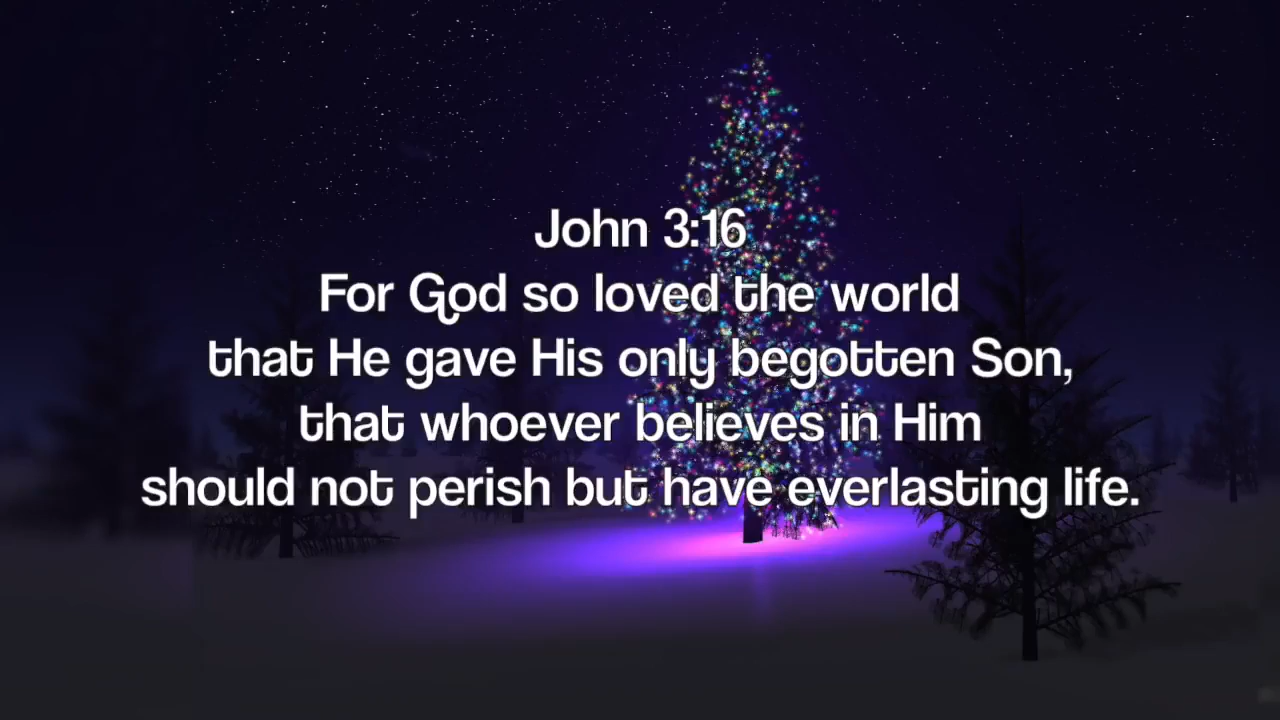 John 3:16
For God so loved the world
that He gave His only begotten Son,
that whoever believes in Him
should not perish but have everlasting life.